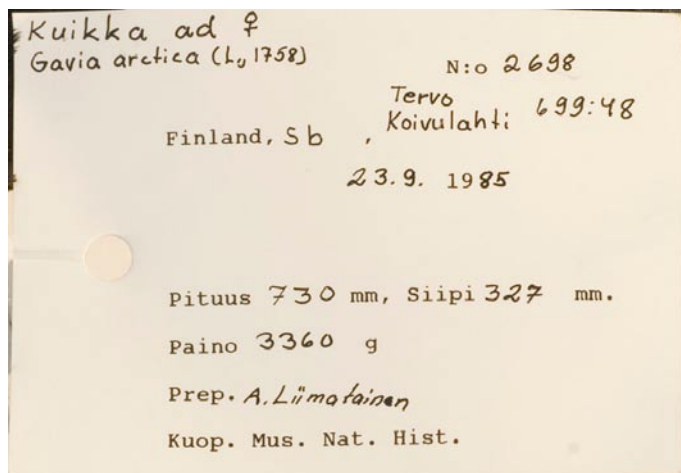 Kuikka ad ♀
Gavia arctica (L., 1758)
N:o 2698
Tervo
Koivulahti 699:48
Finland, Sb ,
23.9. 1985
Pituus 730 mm, Siipi 327 mm.
Paino 3360 g
Prep. A. Liimatainen
Kuop. Mus. Nat. Hist.